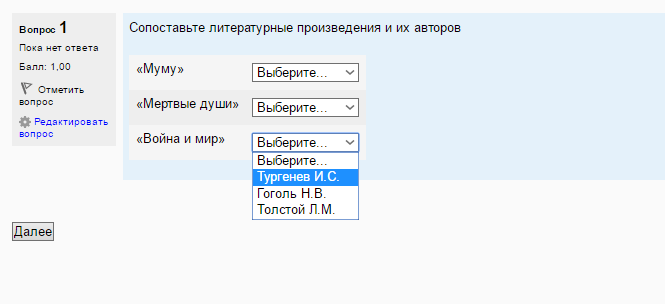 Вопрос 1
Пока нет ответа
Балл: 1,00
Отметить
вопрос
Редактировать
вопрос
Сопоставьте литературные произведения и их авторов
«Муму»
Выберите...
«Мертвые души»
Выберите...
«Война и мир»
Выберите...
Выберите...
Тургенев И.С.
Гоголь Н.В.
Толстой Л.М.
Далее